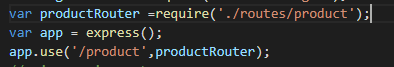 var productRouter =require('./routes/product');
var app = express();
app.use('/product',productRouter);